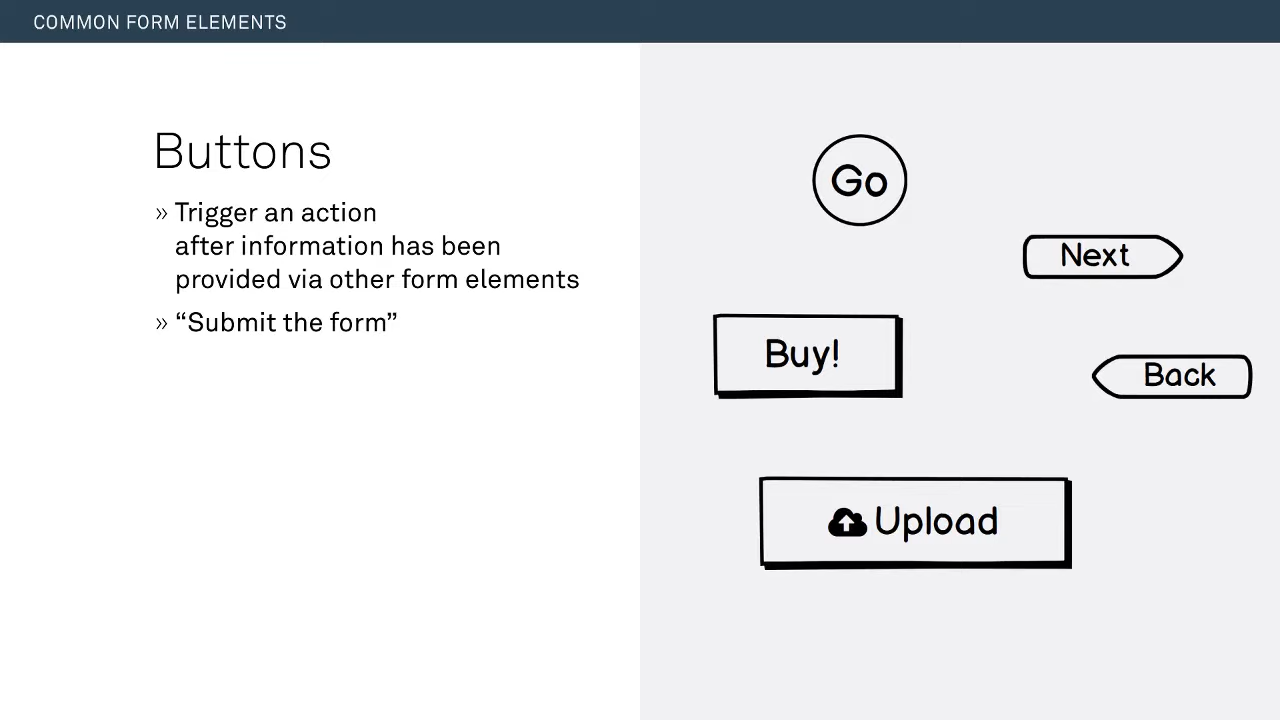 COMMON FORM ELEMENTS
Buttons
» Trigger an action
after information has been
provided via other form elements
» “Submit the form”
Go
Next
Buy!
Back
Upload